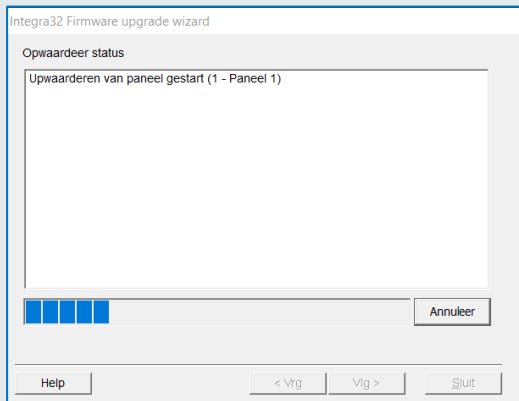 Integra32 Firmware upgrade wizard
Opwaardeer status
Upwaarderen van paneel gestart (1 - Paneel 1)
Annuleer
Help
< Vrg
Vlg >
Sluit